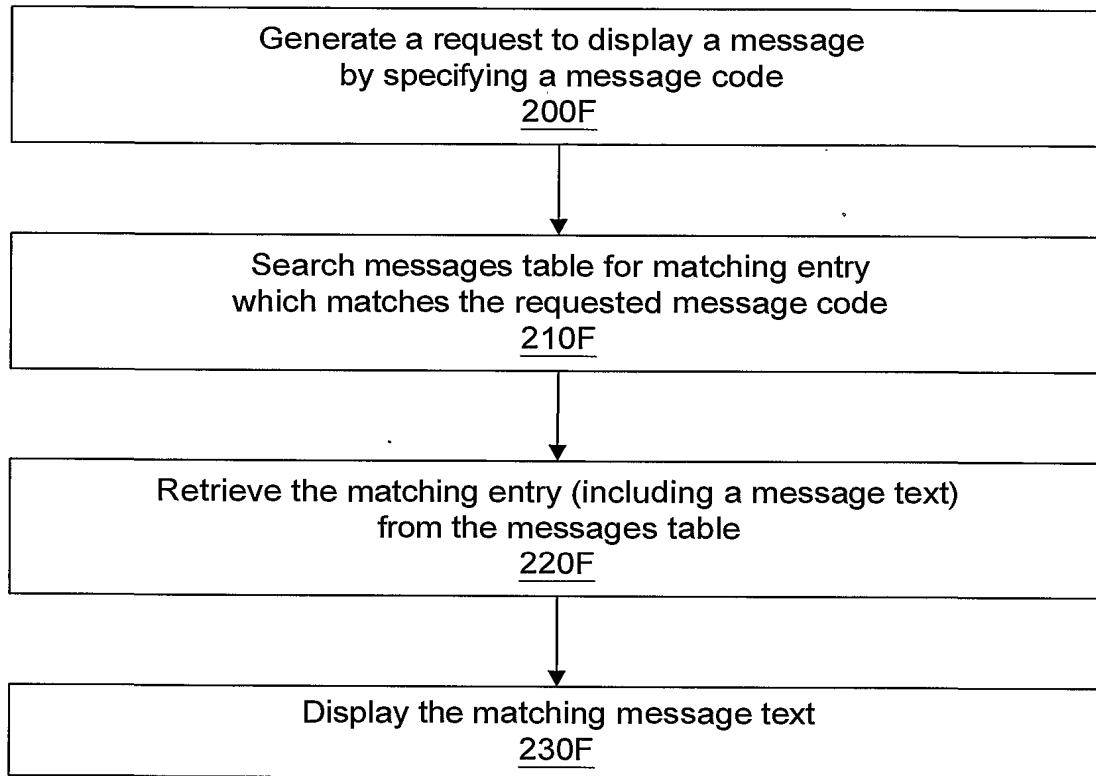 Generate a request to display a message
by specifying a message code
200F
Search messages table for matching entry
which matches the requested message code
210F
Retrieve the matching entry (including a message text)
from the messages table
220F
Display the matching message text
230F